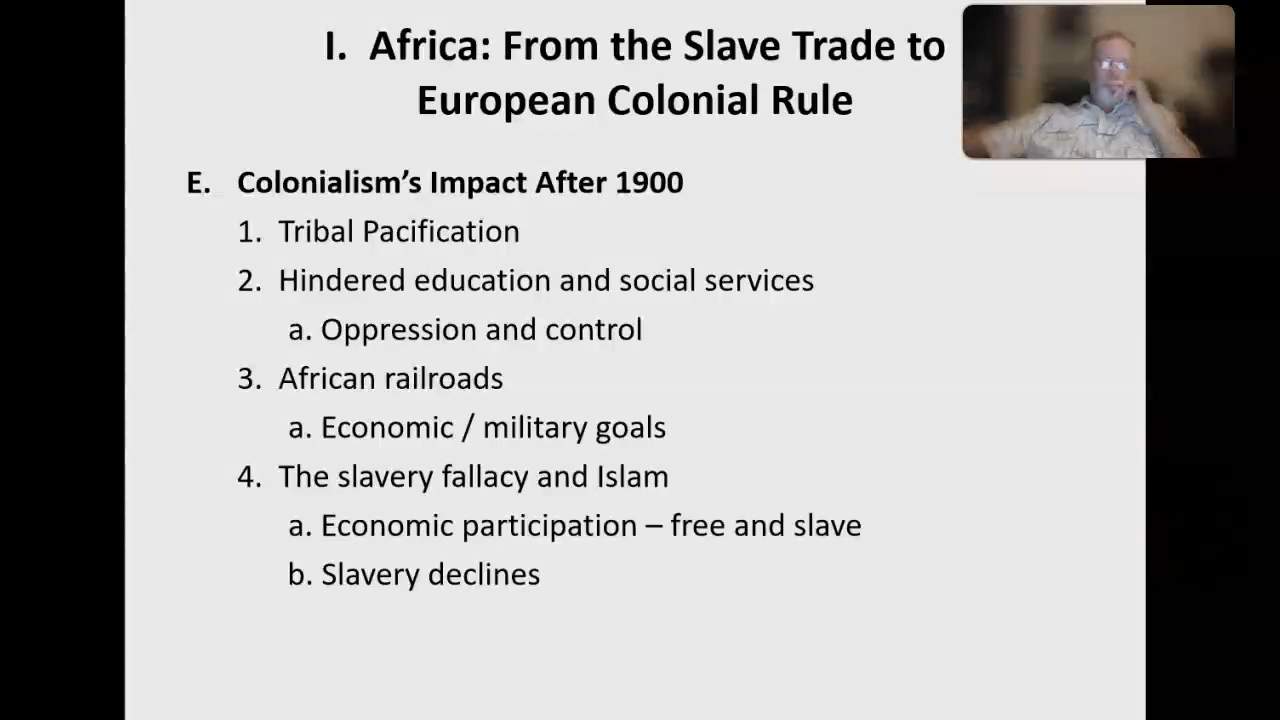 I. Africa: From the Slave Trade to
European Colonial Rule
E. Colonialism’s Impact After 1900
1. Tribal Pacification
2. Hindered education and social services
a. Oppression and control
3. African railroads
a. Economic / military goals
4. The slavery fallacy and Islam
a. Economic participation – free and slave
b. Slavery declines